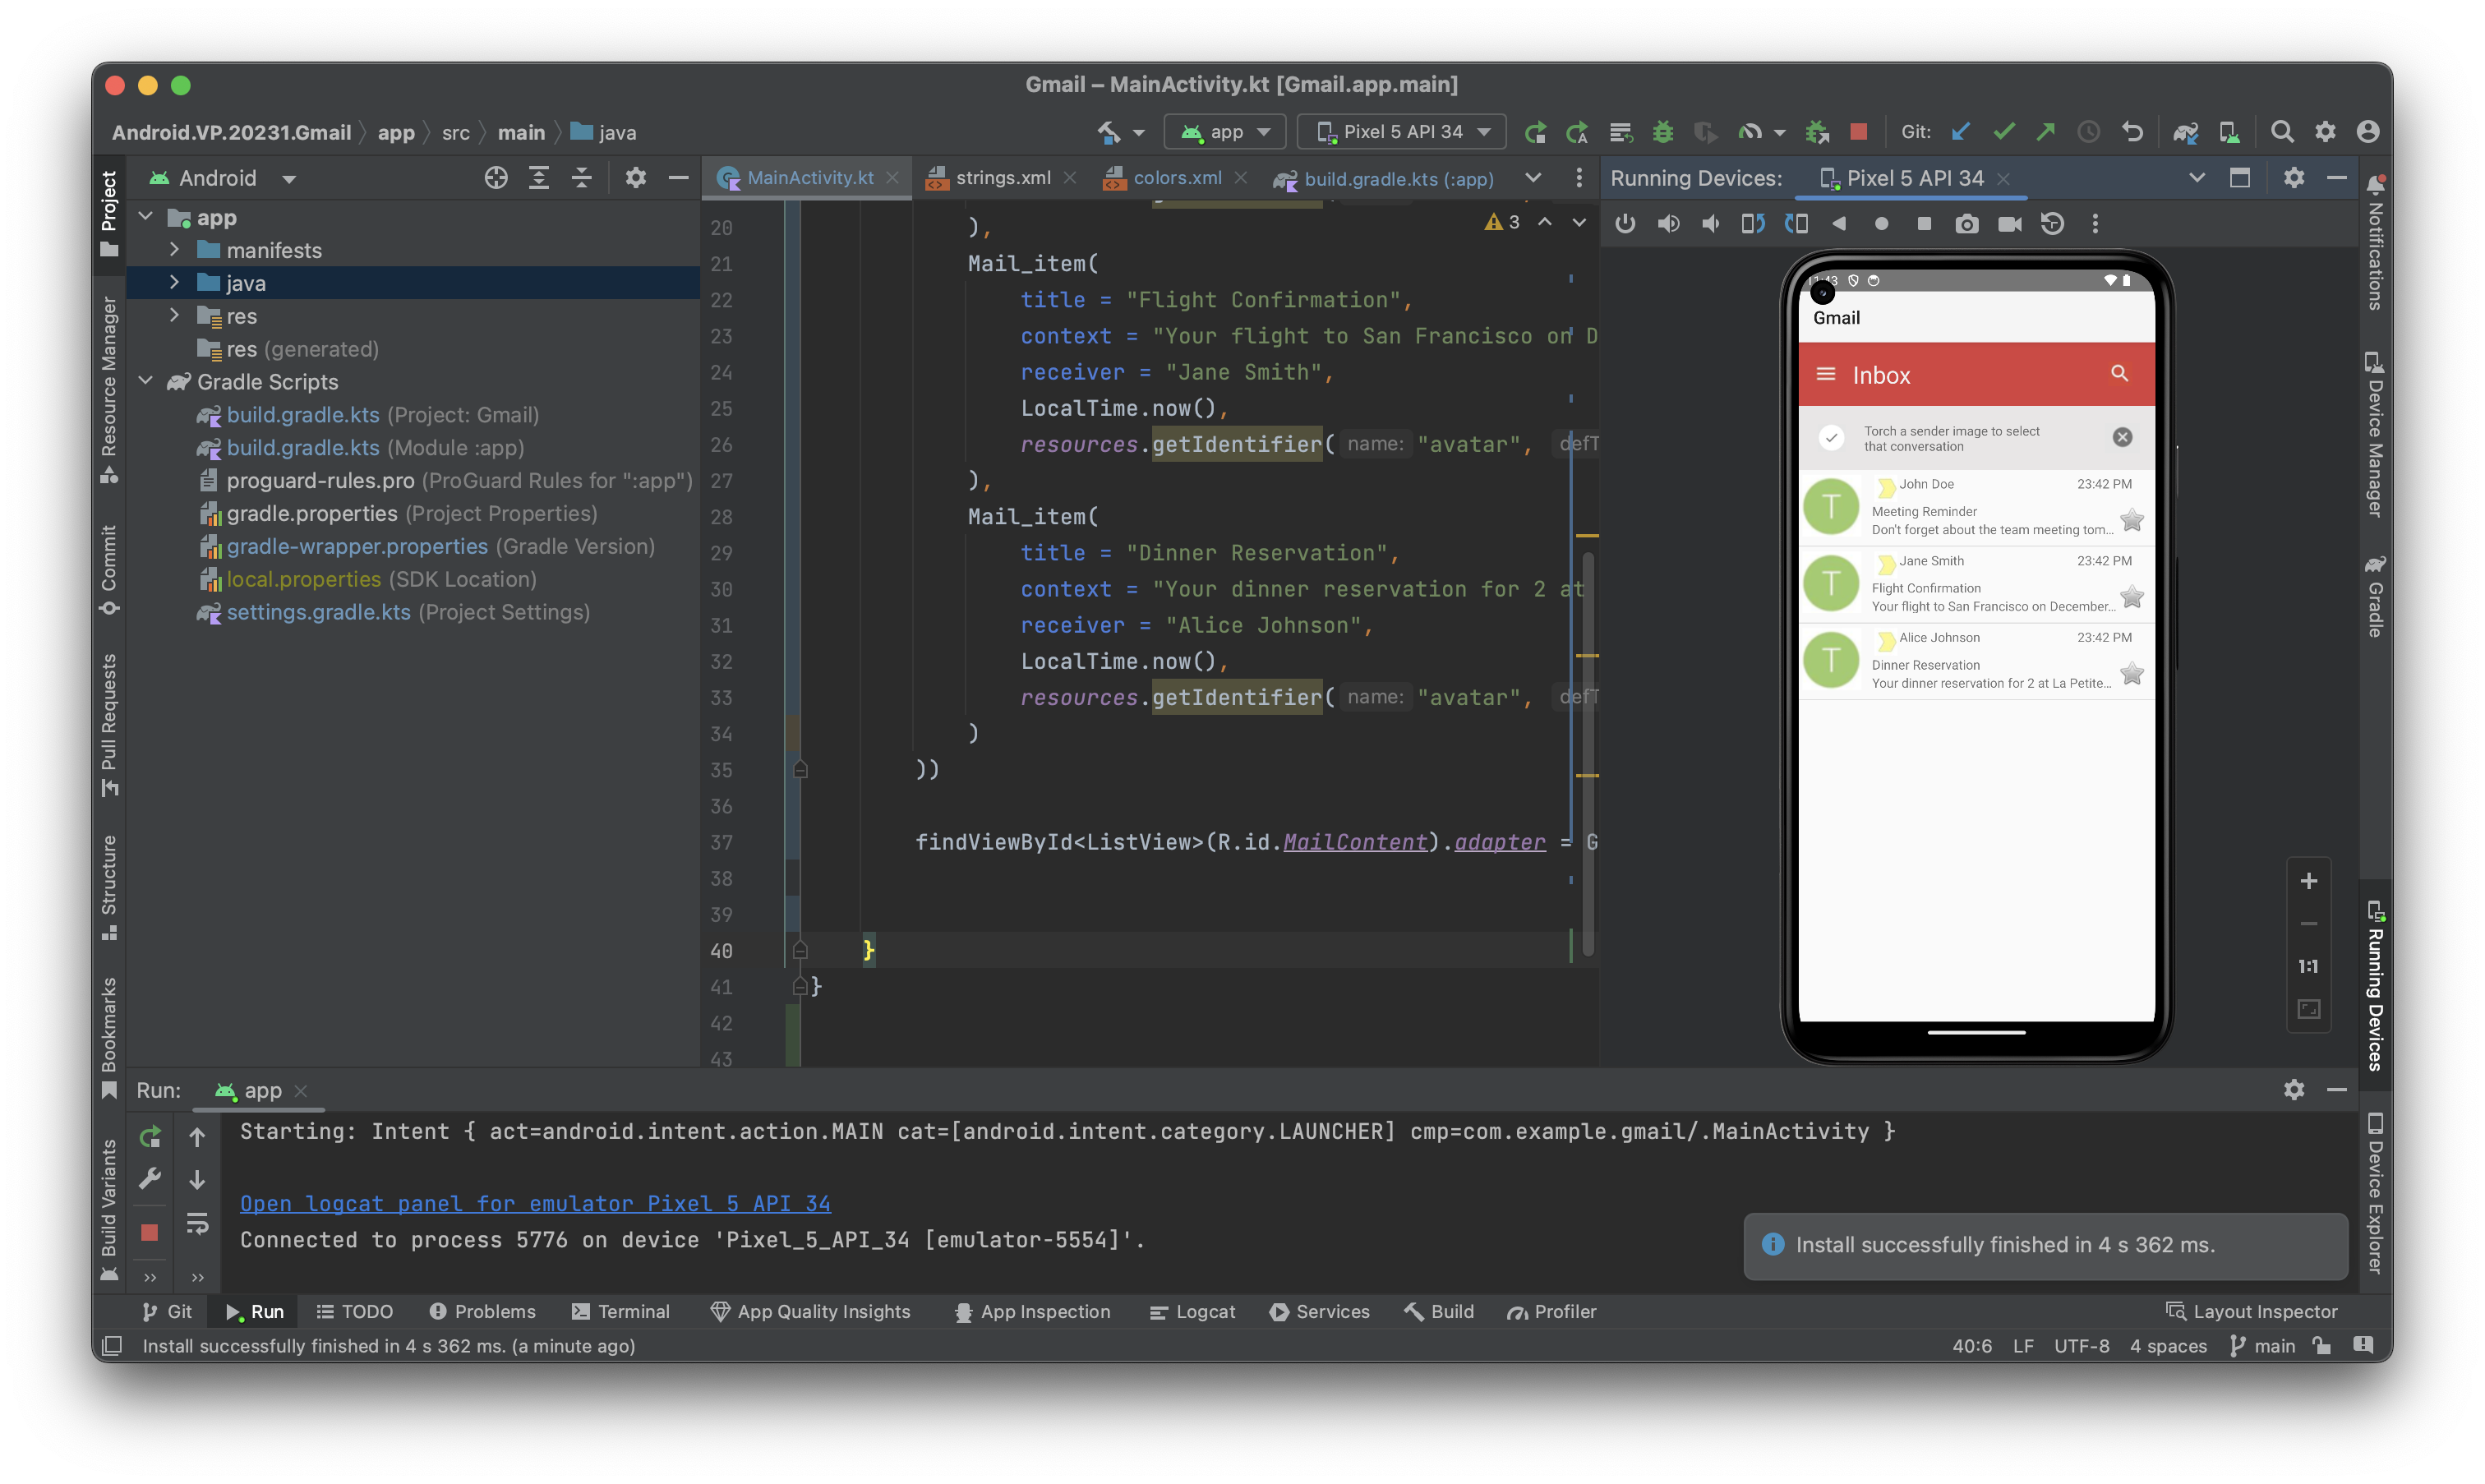 Gmail – MainActivity.kt [Gmail.app.main]
Android.VP.20231.Gmail app src main java
app
Pixel 5 API 34
Git:
Android
MainActivity.kt
strings.xml
colors.xml
build.gradle.kts (:app)
Running Devices:
Pixel 5 API 34
Project
Resource Manager
Commit
Pull Requests
Structure
Bookmarks
Build Variants
app
manifests
java
res
res (generated)
Gradle Scripts
build.gradle.kts (Project: Gmail)
build.gradle.kts (Module :app)
proguard-rules.pro (ProGuard Rules for ":app")
gradle.properties (Project Properties)
gradle-wrapper.properties (Gradle Version)
local.properties (SDK Location)
settings.gradle.kts (Project Settings)
3
20 ),
21 Mail_item(
22 title = "Flight Confirmation",
23 context = "Your flight to San Francisco on D
24 receiver = "Jane Smith",
25 LocalTime.now(),
26 resources.getIdentifier( name: "avatar", defT
27 ),
28 Mail_item(
29 title = "Dinner Reservation",
30 context = "Your dinner reservation for 2 at
31 receiver = "Alice Johnson",
32 LocalTime.now(),
33 resources.getIdentifier( name: "avatar", defT
34 )
35 ))
36
37 findViewById<ListView>(R.id.MailContent).adapter = G
38
39
40 }
41 }
42
43
Gmail
Inbox
Torch a sender image to select
that conversation
T
John Doe 23:42 PM
Meeting Reminder
Don't forget about the team meeting tom...
T
Jane Smith 23:42 PM
Flight Confirmation
Your flight to San Francisco on December...
T
Alice Johnson 23:42 PM
Dinner Reservation
Your dinner reservation for 2 at La Petite...
1:1
Notifications
Device Manager
Gradle
Running Devices
Device Explorer
Run: app
Starting: Intent { act=android.intent.action.MAIN cat=[android.intent.category.LAUNCHER] cmp=com.example.gmail/.MainActivity }
Open logcat panel for emulator Pixel 5 API 34
Connected to process 5776 on device 'Pixel_5_API_34 [emulator-5554]'.
Install successfully finished in 4 s 362 ms.
Git Run TODO Problems Terminal App Quality Insights App Inspection Logcat Services Build Profiler Layout Inspector
Install successfully finished in 4 s 362 ms. (a minute ago)
40:6 LF UTF-8 4 spaces main